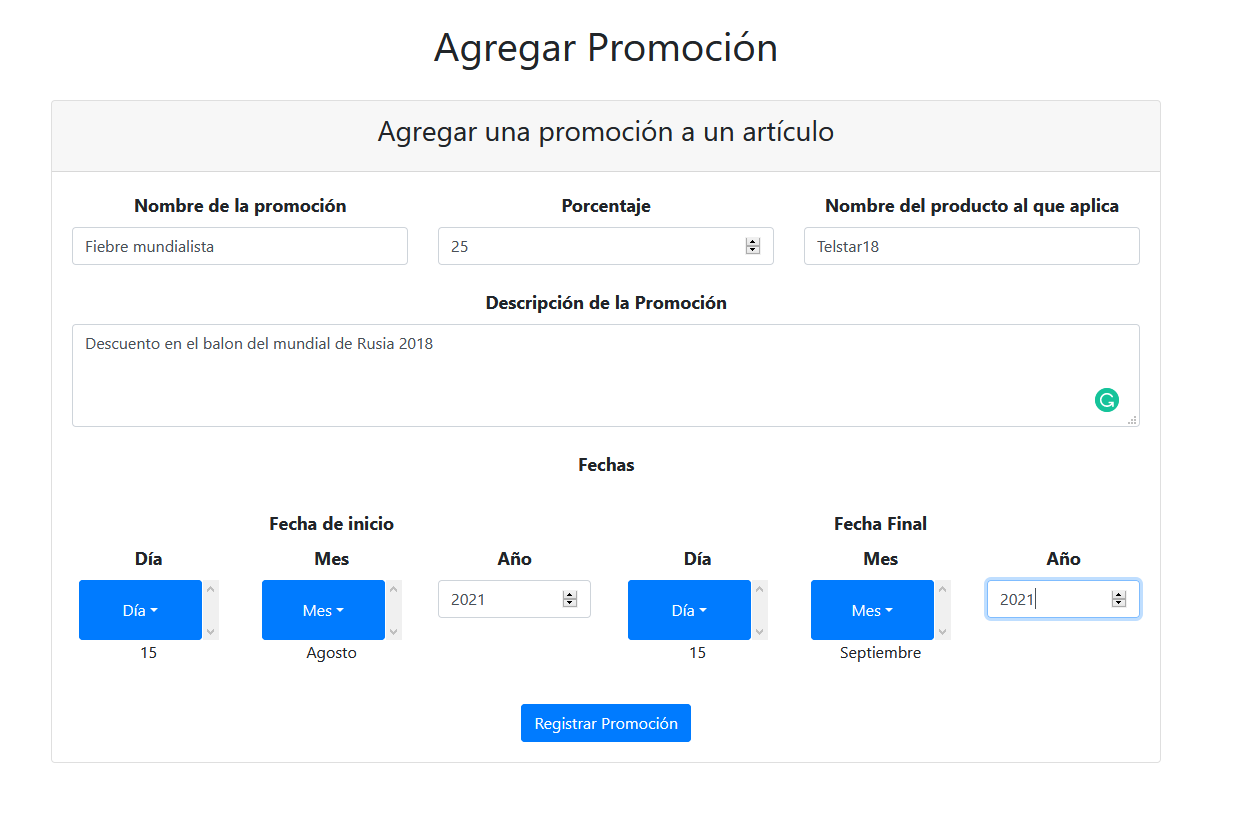 Agregar Promoción
Agregar una promoción a un artículo
Nombre de la promoción Porcentaje Nombre del producto al que aplica
Fiebre mundialista 25 Telstar18
Descripción de la Promoción
Descuento en el balon del mundial de Rusia 2018
Fechas
Fecha de inicio Fecha Final
Día Mes Año Día Mes Año
Día Mes 2021 Día Mes 2021
15 Agosto 15 Septiembre
Registrar Promoción